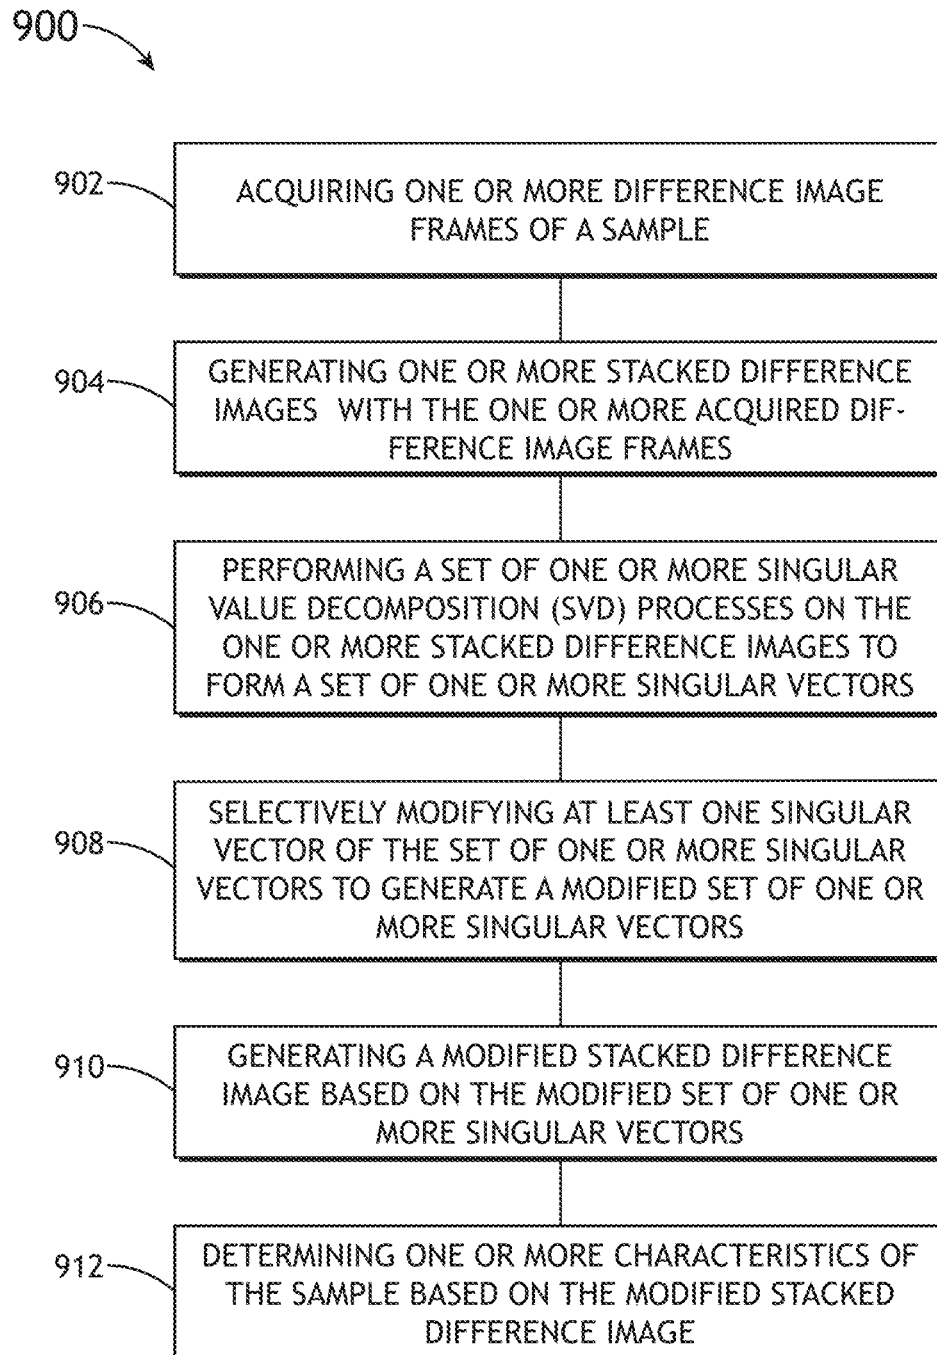 900
902
ACQUIRING ONE OR MORE DIFFERENCE IMAGE
FRAMES OF A SAMPLE
904
GENERATING ONE OR MORE STACKED DIFFERENCE
IMAGES WITH THE ONE OR MORE ACQUIRED DIF-
FERENCE IMAGE FRAMES
906
PERFORMING A SET OF ONE OR MORE SINGULAR
VALUE DECOMPOSITION (SVD) PROCESSES ON THE
ONE OR MORE STACKED DIFFERENCE IMAGES TO
FORM A SET OF ONE OR MORE SINGULAR VECTORS
908
SELECTIVELY MODIFYING AT LEAST ONE SINGULAR
VECTOR OF THE SET OF ONE OR MORE SINGULAR
VECTORS TO GENERATE A MODIFIED SET OF ONE OR
MORE SINGULAR VECTORS
910
GENERATING A MODIFIED STACKED DIFFERENCE
IMAGE BASED ON THE MODIFIED SET OF ONE OR
MORE SINGULAR VECTORS
912
DETERMINING ONE OR MORE CHARACTERISTICS OF
THE SAMPLE BASED ON THE MODIFIED STACKED
DIFFERENCE IMAGE